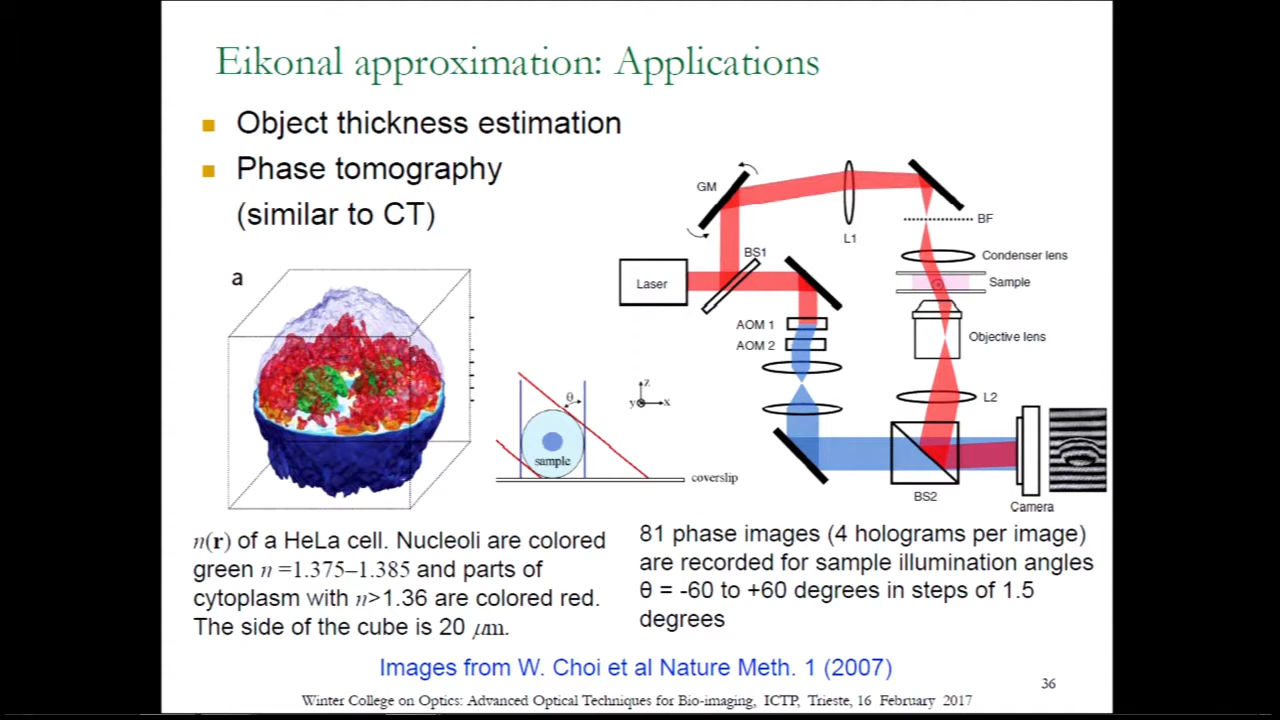 Eikonal approximation: Applications
Object thickness estimation
Phase tomography
(similar to CT)
a
GM
L1
BF
BS1
Condenser lens
Laser
Sample
AOM 1
AOM 2
Objective lens
L2
θ
z
y
x
sample
coverslip
BS2
Camera
n(r) of a HeLa cell. Nucleoli are colored
green n =1.375–1.385 and parts of
cytoplasm with n>1.36 are colored red.
The side of the cube is 20 μm.
81 phase images (4 holograms per image)
are recorded for sample illumination angles
θ = -60 to +60 degrees in steps of 1.5
degrees
Images from W. Choi et al Nature Meth. 1 (2007)
36
Winter College on Optics: Advanced Optical Techniques for Bio-imaging, ICTP, Trieste, 16 February 2017